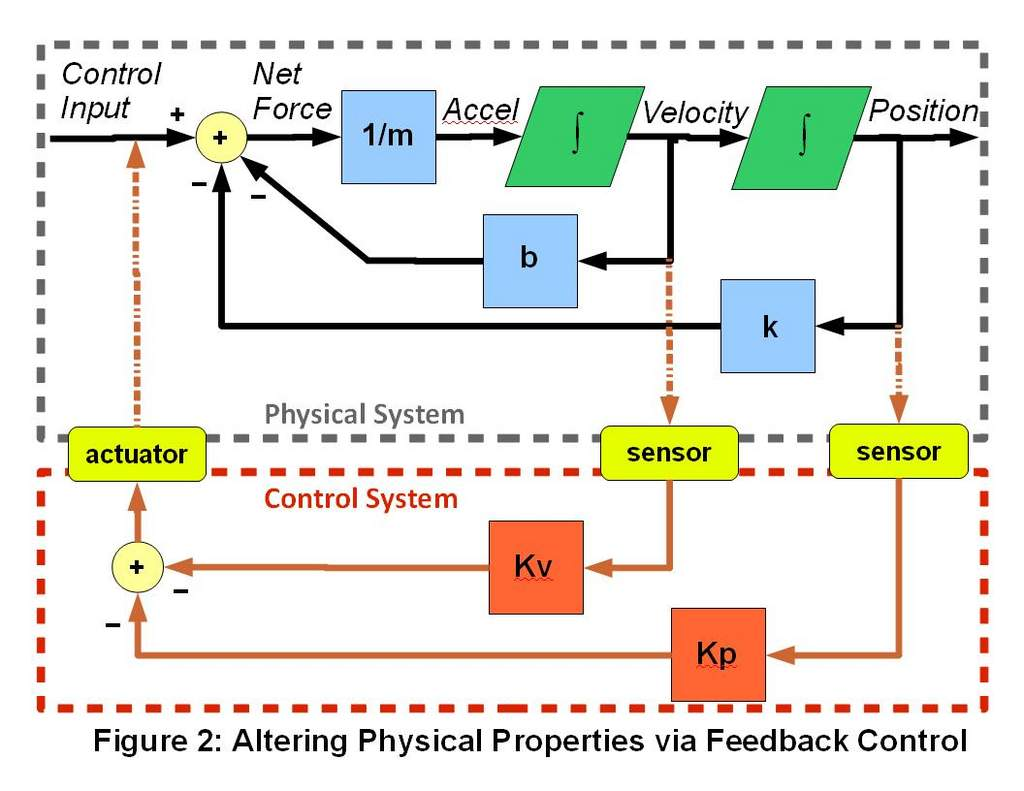 Control Input
Net Force
+
+
1/m
Accel
∫
Velocity
∫
Position
−
−
b
k
Physical System
actuator
sensor
sensor
Control System
+
−
Kv
−
Kp
Figure 2: Altering Physical Properties via Feedback Control